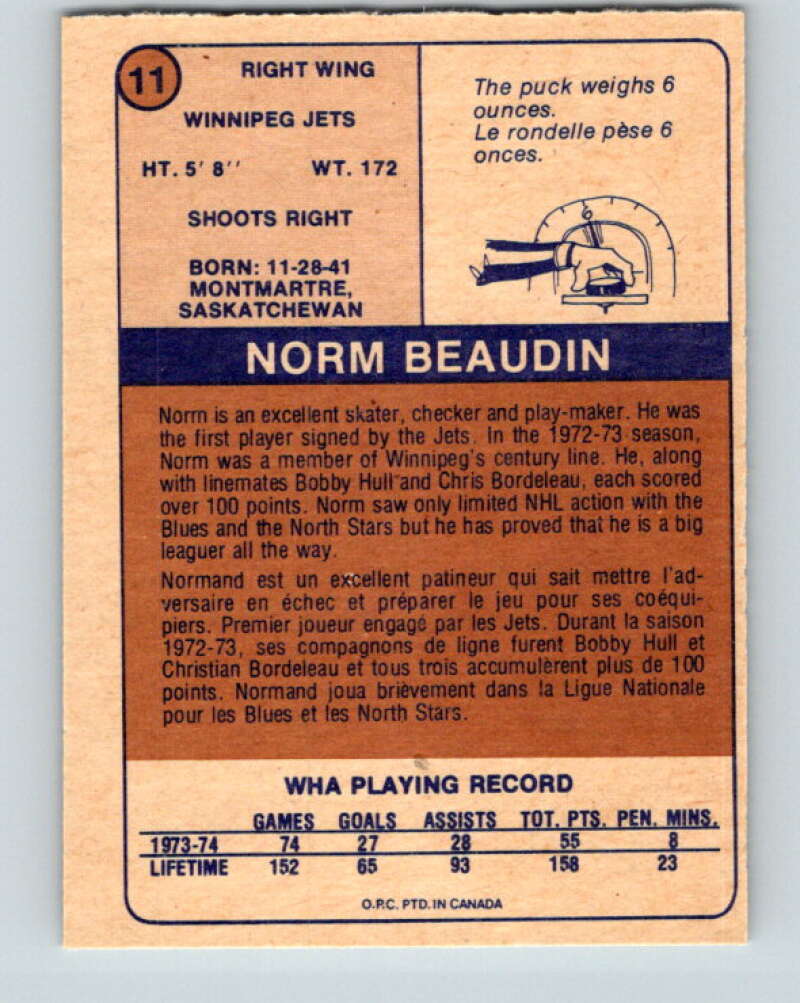 11
RIGHT WING
WINNIPEG JETS
HT. 5' 8'' WT. 172
SHOOTS RIGHT
BORN: 11-28-41
MONTMARTRE,
SASKATCHEWAN
The puck weighs 6
ounces.
Le rondelle pèse 6
onces.
6
NORM BEAUDIN
Norm is an excellent skater, checker and play-maker. He was
the first player signed by the Jets. In the 1972-73 season,
Norm was a member of Winnipeg's century line. He, along
with linemates Bobby Hull and Chris Bordeleau, each scored
over 100 points. Norm saw only limited NHL action with the
Blues and the North Stars but he has proved that he is a big
leaguer all the way.
Normand est un excellent patineur qui sait mettre l'ad-
versaire en échec et préparer le jeu pour ses coéqui-
piers. Premier joueur engagé par les Jets. Durant la saison
1972-73, ses compagnons de ligne furent Bobby Hull et
Christian Bordeleau et tous trois accumulèrent plus de 100
points. Normand joua brièvement dans la Ligue Nationale
pour les Blues et les North Stars.
WHA PLAYING RECORD
GAMES GOALS ASSISTS TOT. PTS. PEN. MINS.
1973-74 74 27 28 55 8
LIFETIME 152 65 93 158 23
O.P.C. PTD. IN CANADA